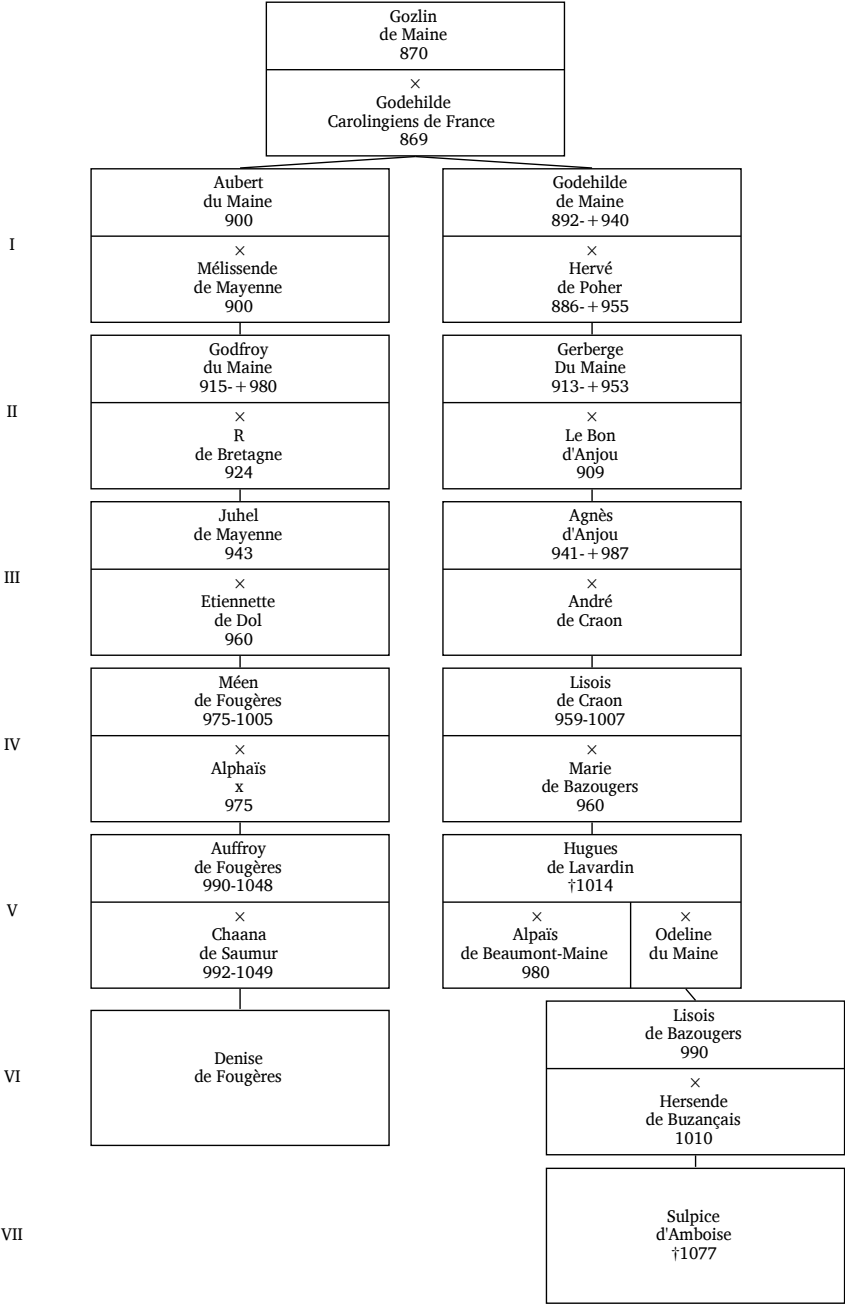 Gozlin
de Maine
870
×
Godehilde
Carolingiens de France
869
I
Aubert
du Maine
900
×
Mélissende
de Mayenne
900
Godehilde
de Maine
892-+940
×
Hervé
de Poher
886-+955
II
Godfroy
du Maine
915-+980
×
R
de Bretagne
924
Gerberge
Du Maine
913-+953
×
Le Bon
d'Anjou
909
III
Juhel
de Mayenne
943
×
Etiennette
de Dol
960
Agnès
d'Anjou
941-+987
×
André
de Craon
IV
Méen
de Fougères
975-1005
×
Alphaïs
x
975
Lisois
de Craon
959-1007
×
Marie
de Bazougers
960
V
Auffroy
de Fougères
990-1048
×
Chaana
de Saumur
992-1049
Hugues
de Lavardin
†1014
×
Alpaïs
de Beaumont-Maine
980
×
Odeline
du Maine
VI
Denise
de Fougères
Lisois
de Bazougers
990
×
Hersende
de Buzançais
1010
VII
Sulpice
d'Amboise
†1077